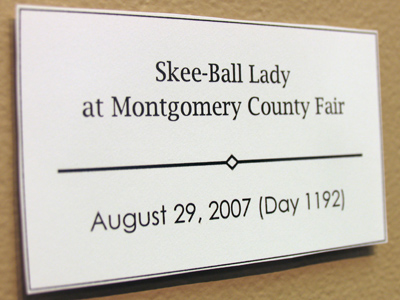 Skee-Ball Lady
at Montgomery County Fair
August 29, 2007 (Day 1192)